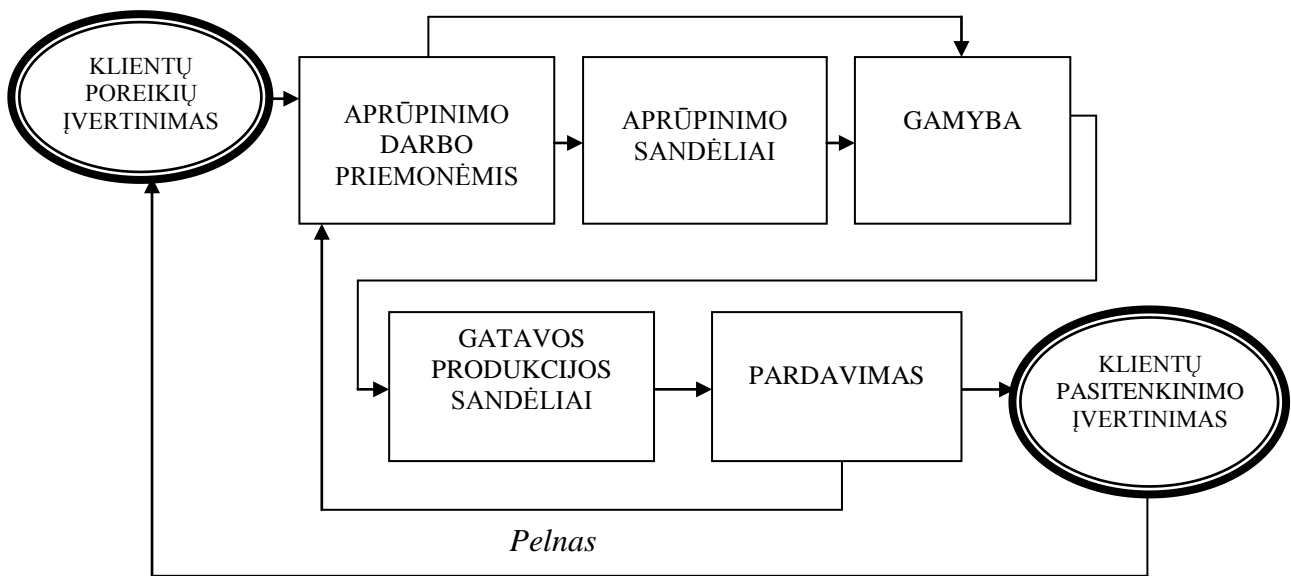 KLIENTŲ
POREIKIŲ
ĮVERTINIMAS
APRŪPINIMO
DARBO
PRIEMONĖMIS
APRŪPINIMO
SANDĖLIAI
GAMYBA
GATAVOS
PRODUKCIJOS
SANDĖLIAI
PARDAVIMAS
KLIENTŲ
PASITENKINIMO
ĮVERTINIMAS
Pelnas